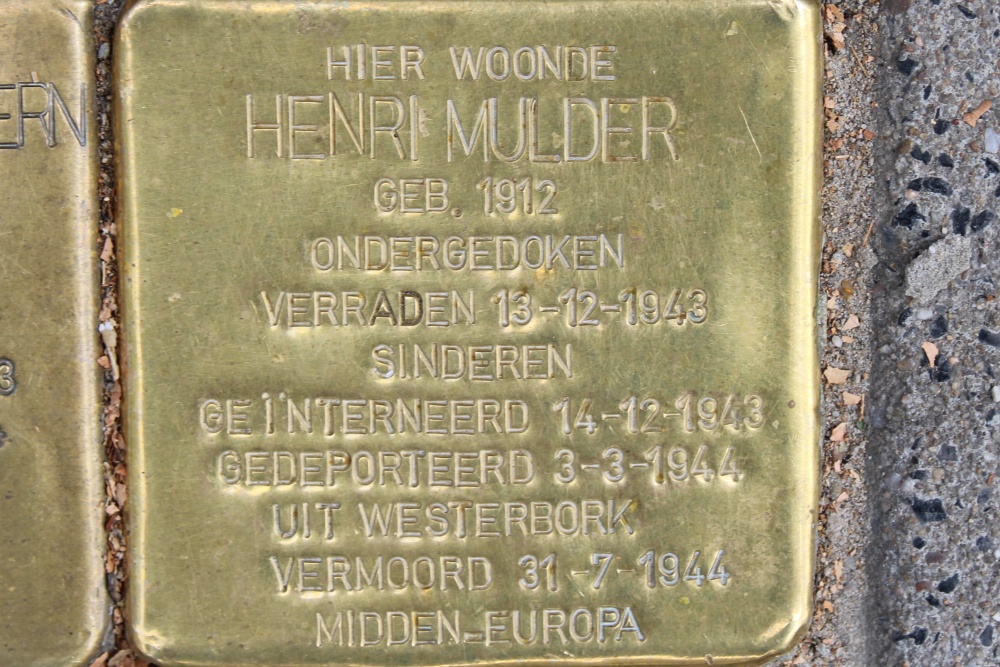 HIER WOONDE
HENRI MULDER
GEB. 1912
ONDERGEDOKEN
VERRADEN 13-12-1943
SINDEREN
GEÏNTERNEERD 14-12-1943
GEDEPORTEERD 3-3-1944
UIT WESTERBORK
VERMOORD 31-7-1944
MIDDEN-EUROPA